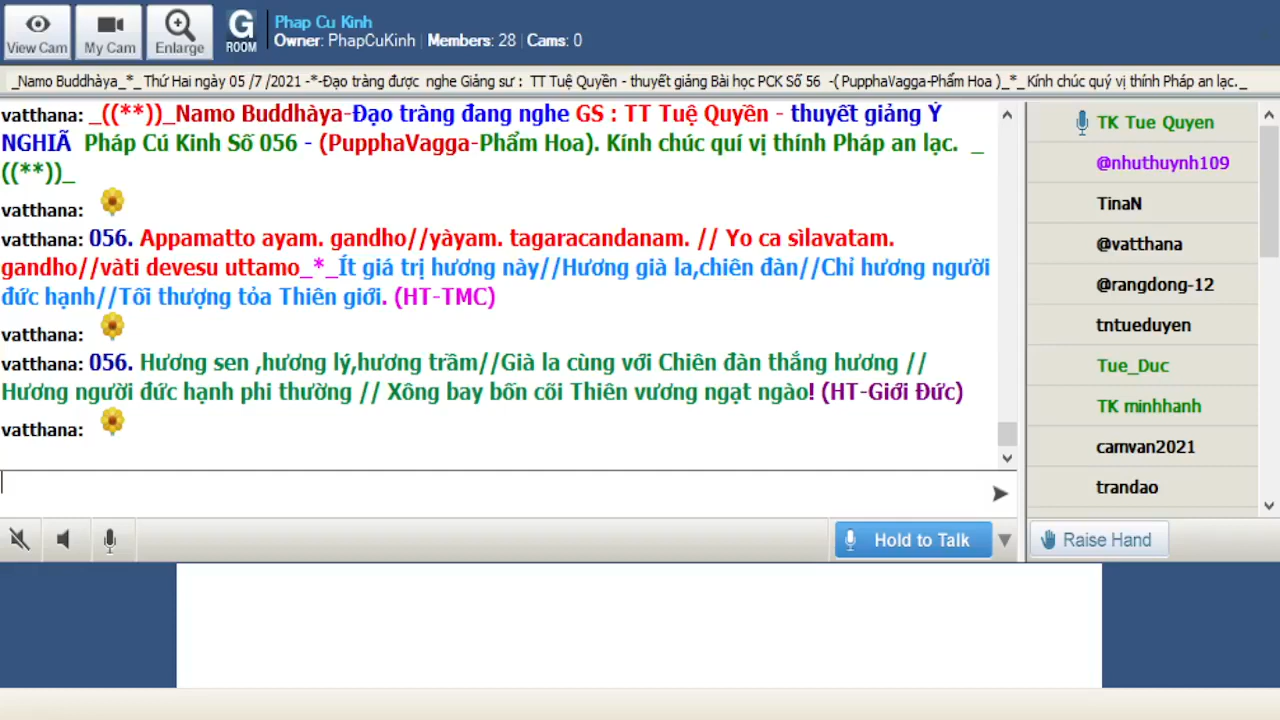 View Cam
My Cam
Enlarge
G
ROOM
Phap Cu Kinh
Owner: PhapCuKinh | Members: 28 | Cams: 0
_Namo Buddhàya_*_ Thứ Hai ngày 05 /7 /2021 -*-Đạo tràng được nghe Giảng sư : TT Tuệ Quyền - thuyết giảng Bài học PCK Số 56 -( PupphaVagga-Phẩm Hoa )_*_Kính chúc quý vị thính Pháp an lạc._
vatthana: _((**))_Namo Buddhàya-Đạo tràng đang nghe GS : TT Tuệ Quyền - thuyết giảng Ý
NGHIÃ Pháp Cú Kinh Số 056 - (PupphaVagga-Phẩm Hoa). Kính chúc quí vị thính Pháp an lạc. _
((**))_
vatthana:
vatthana: 056. Appamatto ayam. gandho//yàyam. tagaracandanam. // Yo ca sìlavatam.
gandho//vàti devesu uttamo_*_Ít giá trị hương này//Hương già la,chiên đàn//Chỉ hương người
đức hạnh//Tối thượng tỏa Thiên giới. (HT-TMC)
vatthana:
vatthana: 056. Hương sen ,hương lý,hương trầm//Già la cùng với Chiên đàn thắng hương //
Hương người đức hạnh phi thường // Xông bay bốn cõi Thiên vương ngạt ngào! (HT-Giới Đức)
vatthana:
TK Tue Quyen
@nhuthuynh109
TinaN
@vatthana
@rangdong-12
tntueduyen
Tue_Duc
TK minhhanh
camvan2021
trandao
Hold to Talk
Raise Hand